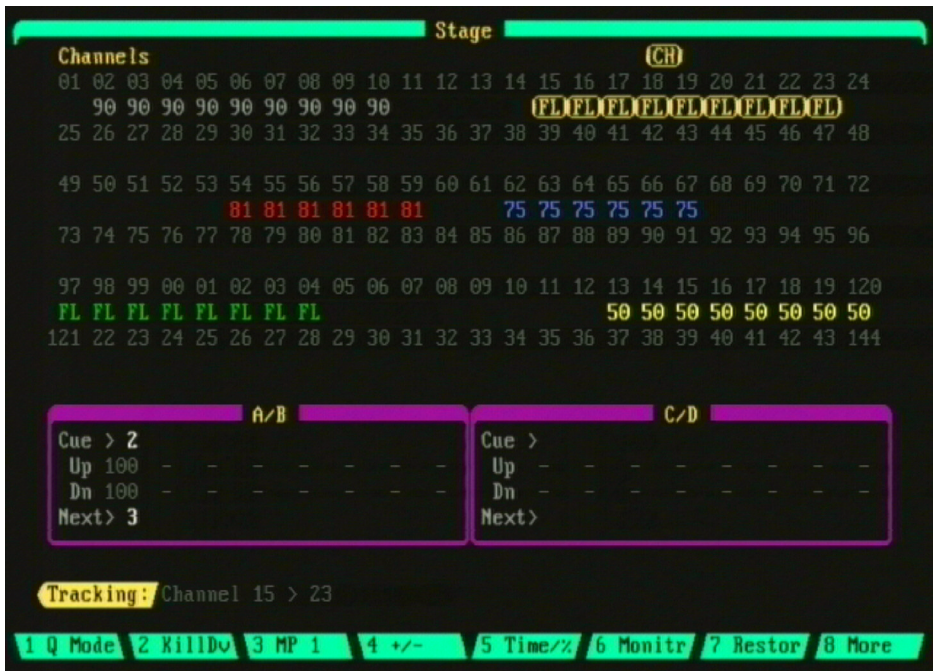 Stage
Channels (CH)
01 02 03 04 05 06 07 08 09 10 11 12 13 14 15 16 17 18 19 20 21 22 23 24
90 90 90 90 90 90 90 90 90 FL FL FL FL FL FL FL FL FL
25 26 27 28 29 30 31 32 33 34 35 36 37 38 39 40 41 42 43 44 45 46 47 48
49 50 51 52 53 54 55 56 57 58 59 60 61 62 63 64 65 66 67 68 69 70 71 72
81 81 81 81 81 81 75 75 75 75 75 75
73 74 75 76 77 78 79 80 81 82 83 84 85 86 87 88 89 90 91 92 93 94 95 96
97 98 99 00 01 02 03 04 05 06 07 08 09 10 11 12 13 14 15 16 17 18 19 120
FL FL FL FL FL FL FL FL 50 50 50 50 50 50 50 50
121 22 23 24 25 26 27 28 29 30 31 32 33 34 35 36 37 38 39 40 41 42 43 144
A/B C/D
Cue > 2 Cue >
Up 100 - - - - - - - Up - - - - - - - -
Dn 100 - - - - - - - Dn - - - - - - - -
Next> 3 Next>
Tracking: Channel 15 > 23
1 Q Mode 2 KillDv 3 MP 1 4 +/- 5 Time/% 6 Monitr 7 Restor 8 More